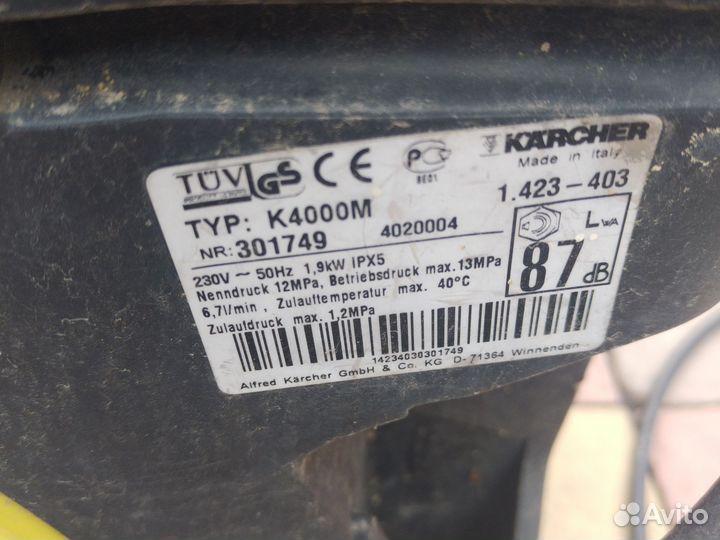 TÜV GS CE PC KÄRCHER
BE01 Made in Italy
TYP: K4000M 1.423-403
NR: 301749 4020004
LWA
87 dB
230V ~ 50Hz 1,9kW IPX5
Nenndruck 12MPa, Betriebsdruck max.13MPa
6,7l/min , Zulauftemperatur max. 40°C
Zulaufdruck max. 1,2MPa
14234030301749
Alfred Kärcher GmbH & Co. KG D-71364 Winnenden
Avito